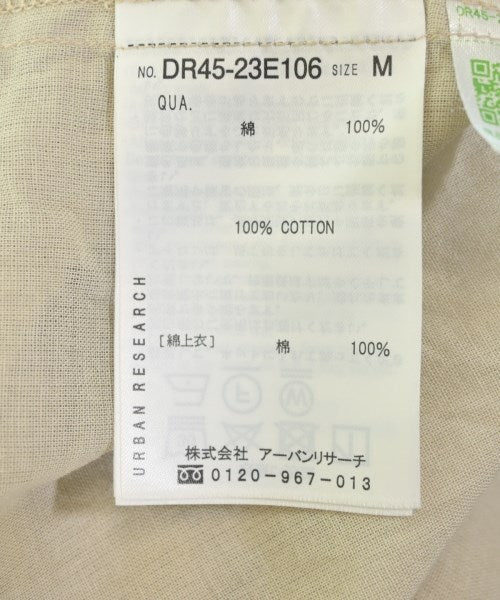 NO. DR45-23E106 SIZE M
QUA.
綿 100%
100% COTTON
[綿上衣] 棉 100%
URBAN RESEARCH
株式会社 アーバンリサーチ
0120-967-013
DR45-